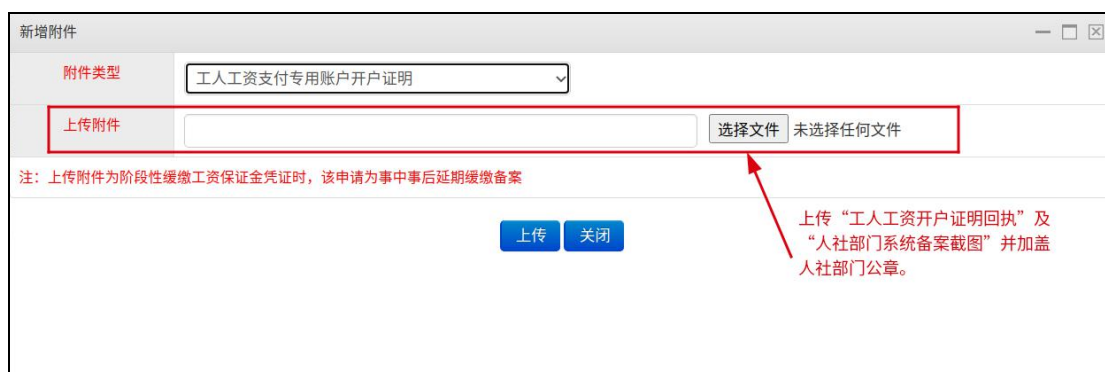 新增附件
附件类型
工人工资支付专用账户开户证明
上传附件
选择文件 未选择任何文件
注：上传附件为阶段性缓缴工资保证金凭证时，该申请为事中事后延期缓缴备案
上传 关闭
上传“工人工资开户证明回执”及
“人社部门系统备案截图”并加盖
人社部门公章。